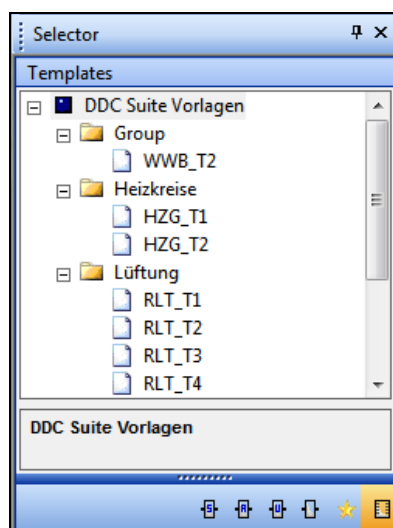 Selector
Templates
DDC Suite Vorlagen
Group
WWB_T2
Heizkreise
HZG_T1
HZG_T2
Lüftung
RLT_T1
RLT_T2
RLT_T3
RLT_T4
DDC Suite Vorlagen
S A U L